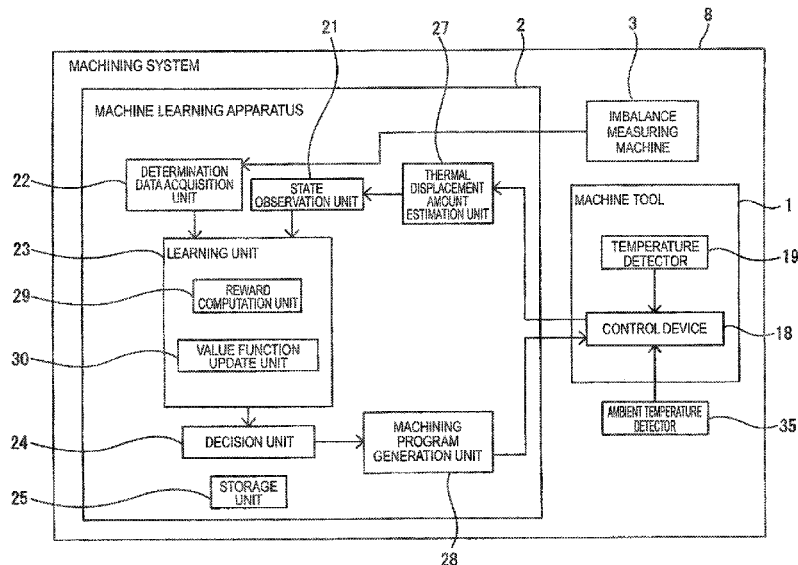 21
27
2
8
MACHINING SYSTEM
3
MACHINE LEARNING APPARATUS
IMBALANCE
MEASURING
MACHINE
22
DETERMINATION
DATA ACQUISITION
UNIT
STATE
OBSERVATION UNIT
THERMAL
DISPLACEMENT
AMOUNT
ESTIMATION UNIT
MACHINE TOOL
1
23
LEARNING UNIT
TEMPERATURE
DETECTOR
19
29
REWARD
COMPUTATION UNIT
CONTROL DEVICE
18
30
VALUE FUNCTION
UPDATE UNIT
AMBIENT TEMPERATURE
DETECTOR
35
24
DECISION UNIT
MACHINING
PROGRAM
GENERATION UNIT
25
STORAGE
UNIT
28